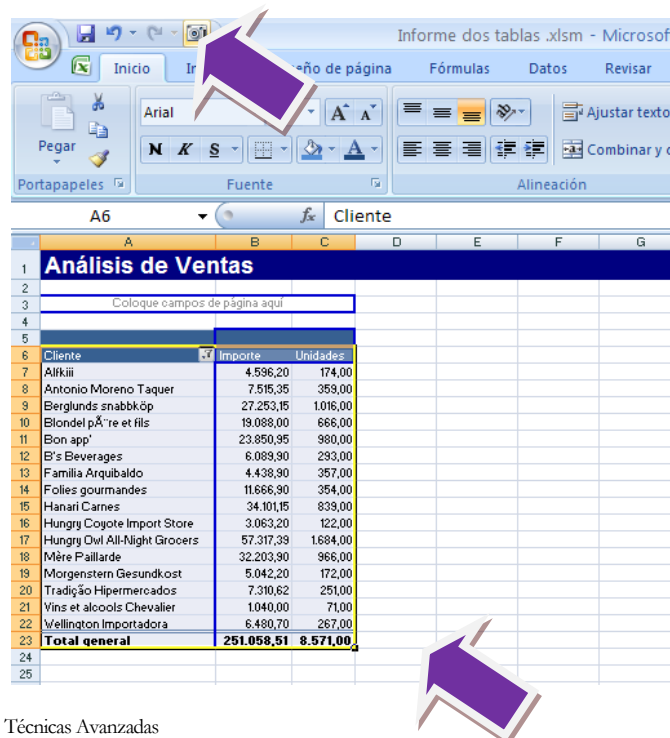 Informe dos tablas .xlsm - Microsof
Inicio
eño de página Fórmulas Datos Revisar
Pegar
Arial
A A
Ajustar texto
N K S A
Combinar y
Portapapeles Fuente Alineación
A6 fx Cliente
A B C D E F G
1 Análisis de Ventas
2
3 Coloque campos de página aquí
4
5
6 Cliente Importe Unidades
7 Alfkiii 4.596,20 174,00
8 Antonio Moreno Taquer 7.515,35 359,00
9 Berglunds snabbköp 27.253,15 1.016,00
10 Blondel pÃ¨re et fils 19.088,00 666,00
11 Bon app' 23.850,95 980,00
12 B's Beverages 6.089,90 293,00
13 Familia Arquibaldo 4.438,90 357,00
14 Folies gourmandes 11.666,90 354,00
15 Hanari Carnes 34.101,15 839,00
16 Hungry Coyote Import Store 3.063,20 122,00
17 Hungry Owl All-Night Grocers 57.317,39 1.684,00
18 Mère Paillarde 32.203,90 966,00
19 Morgenstern Gesundkost 5.042,20 172,00
20 Tradição Hipermercados 7.310,62 251,00
21 Vins et alcools Chevalier 1.040,00 71,00
22 Wellington Importadora 6.480,70 267,00
23 Total general 251.058,51 8.571,00
24
25
Técnicas Avanzadas